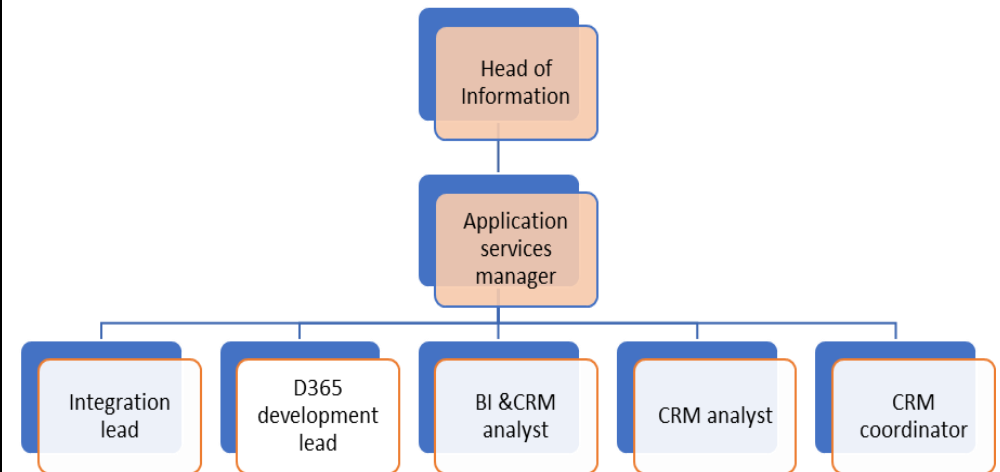 Head of
Information
Application
services
manager
Integration
lead
D365
development
lead
BI &CRM
analyst
CRM analyst
CRM
coordinator